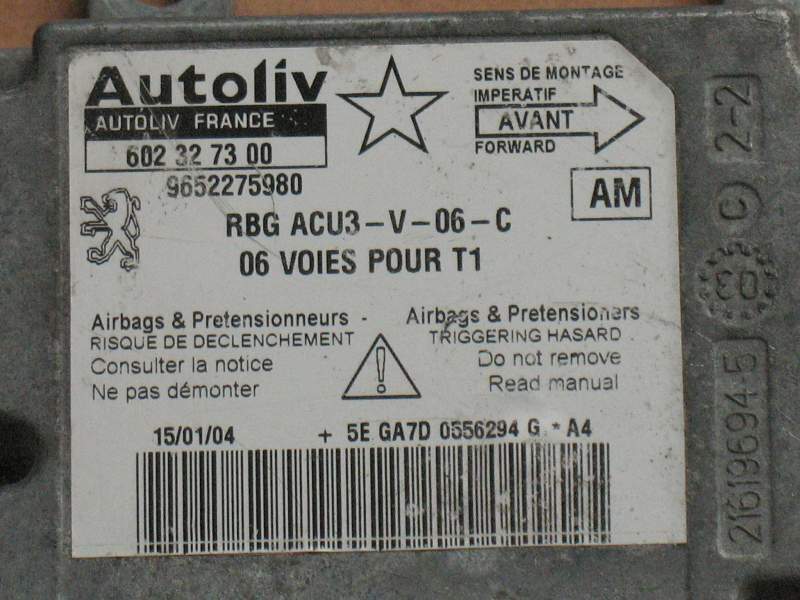 Autoliv
AUTOLIV FRANCE
602 32 73 00
9652275980
SENS DE MONTAGE
IMPERATIF
AVANT
FORWARD
AM
RBG ACU3-V-06-C
06 VOIES POUR T1
Airbags & Pretensionneurs -
RISQUE DE DECLENCHEMENT
Consulter la notice
Ne pas démonter
Airbags & Pretensioners
TRIGGERING HASARD
Do not remove
Read manual
15/01/04 + 5E GA7D 0556294 G * A4
2-2
C
03
21619694-5